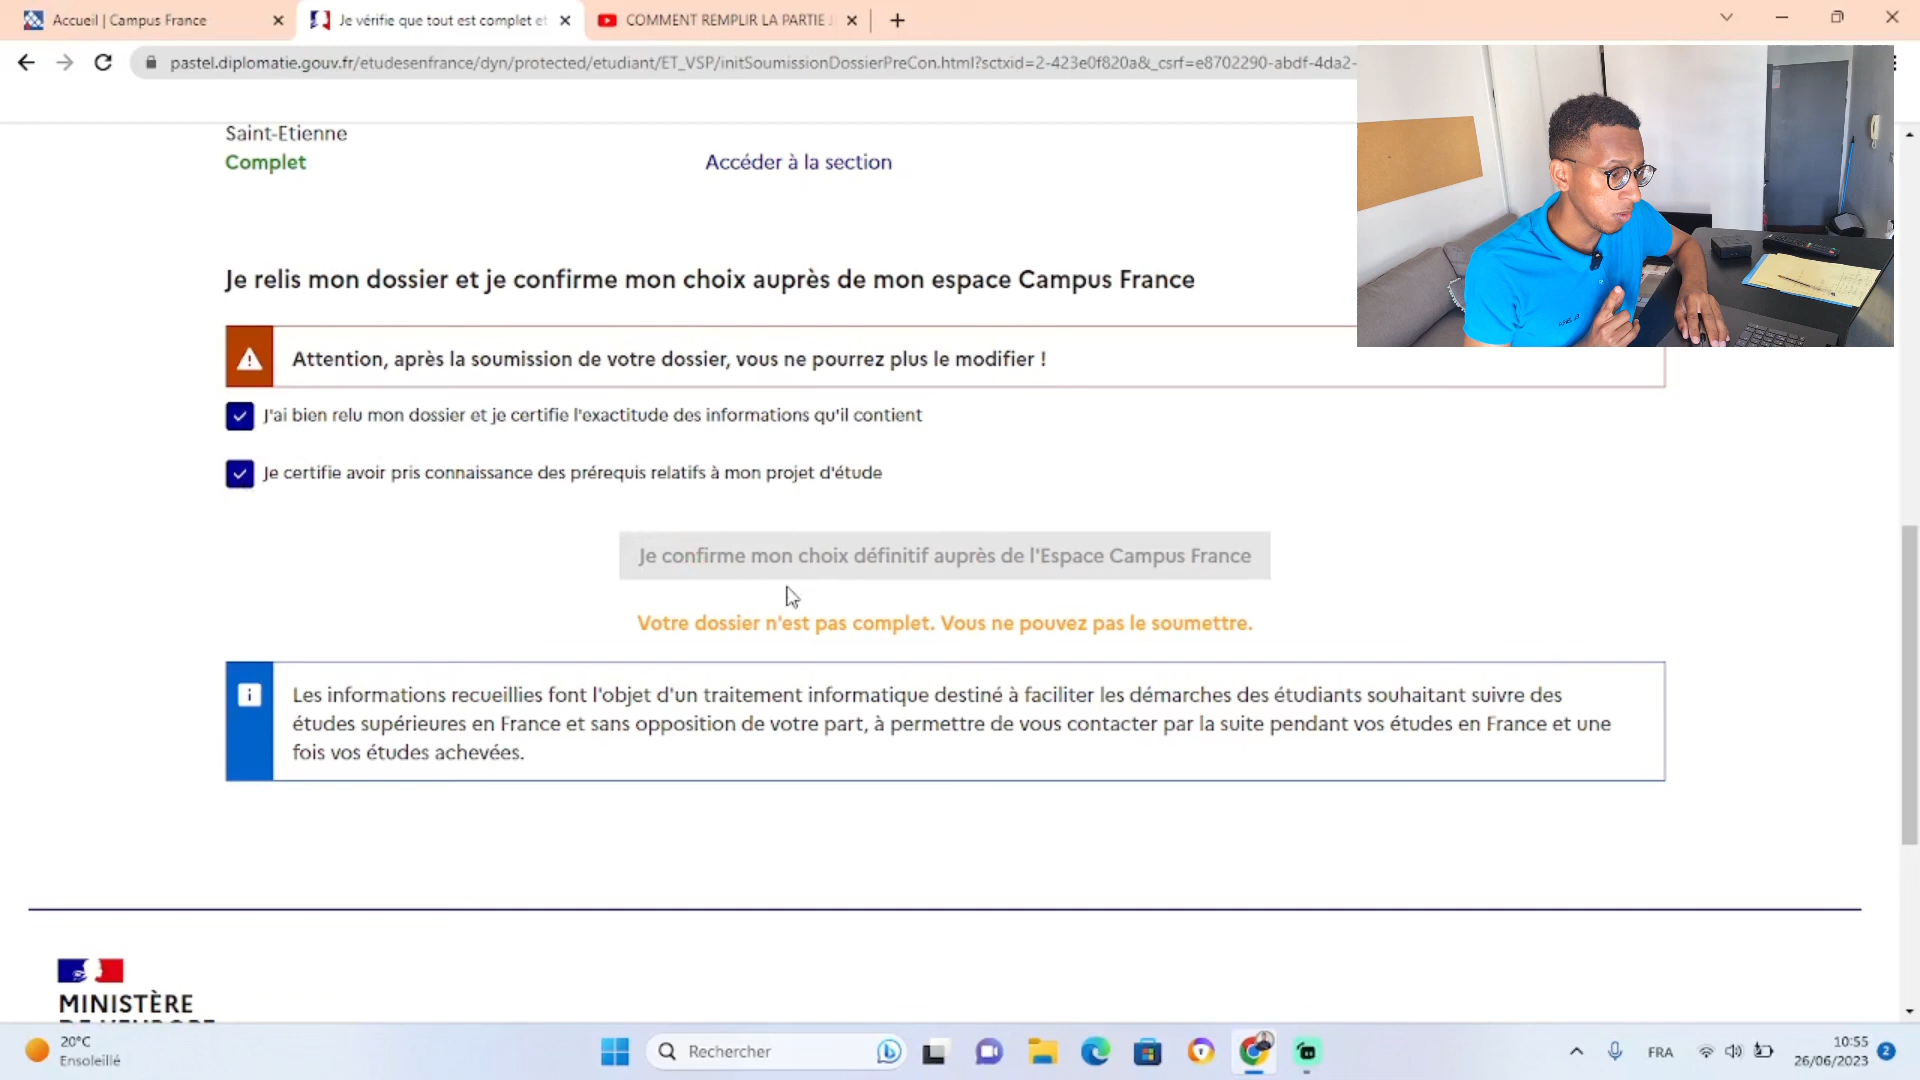 Accueil | Campus France
Je vérifie que tout est complet et
COMMENT REMPLIR LA PARTIE J
pastel.diplomatie.gouv.fr/etudesenfrance/dyn/protected/etudiant/ET_VSP/initSoumissionDossierPreCon.html?sctxid=2-423e0f820a&_csrf=e8702290-abdf-4da2-
Saint-Etienne
Complet
Accéder à la section
Je relis mon dossier et je confirme mon choix auprès de mon espace Campus France
Attention, après la soumission de votre dossier, vous ne pourrez plus le modifier !
J'ai bien relu mon dossier et je certifie l'exactitude des informations qu'il contient
Je certifie avoir pris connaissance des prérequis relatifs à mon projet d'étude
Je confirme mon choix définitif auprès de l'Espace Campus France
Votre dossier n'est pas complet. Vous ne pouvez pas le soumettre.
Les informations recueillies font l'objet d'un traitement informatique destiné à faciliter les démarches des étudiants souhaitant suivre des
études supérieures en France et sans opposition de votre part, à permettre de vous contacter par la suite pendant vos études en France et une
fois vos études achevées.
MINISTÈRE
DE L'EUROPE
20°C
Ensoleillé
Rechercher
FRA
10:55
26/06/2023
2